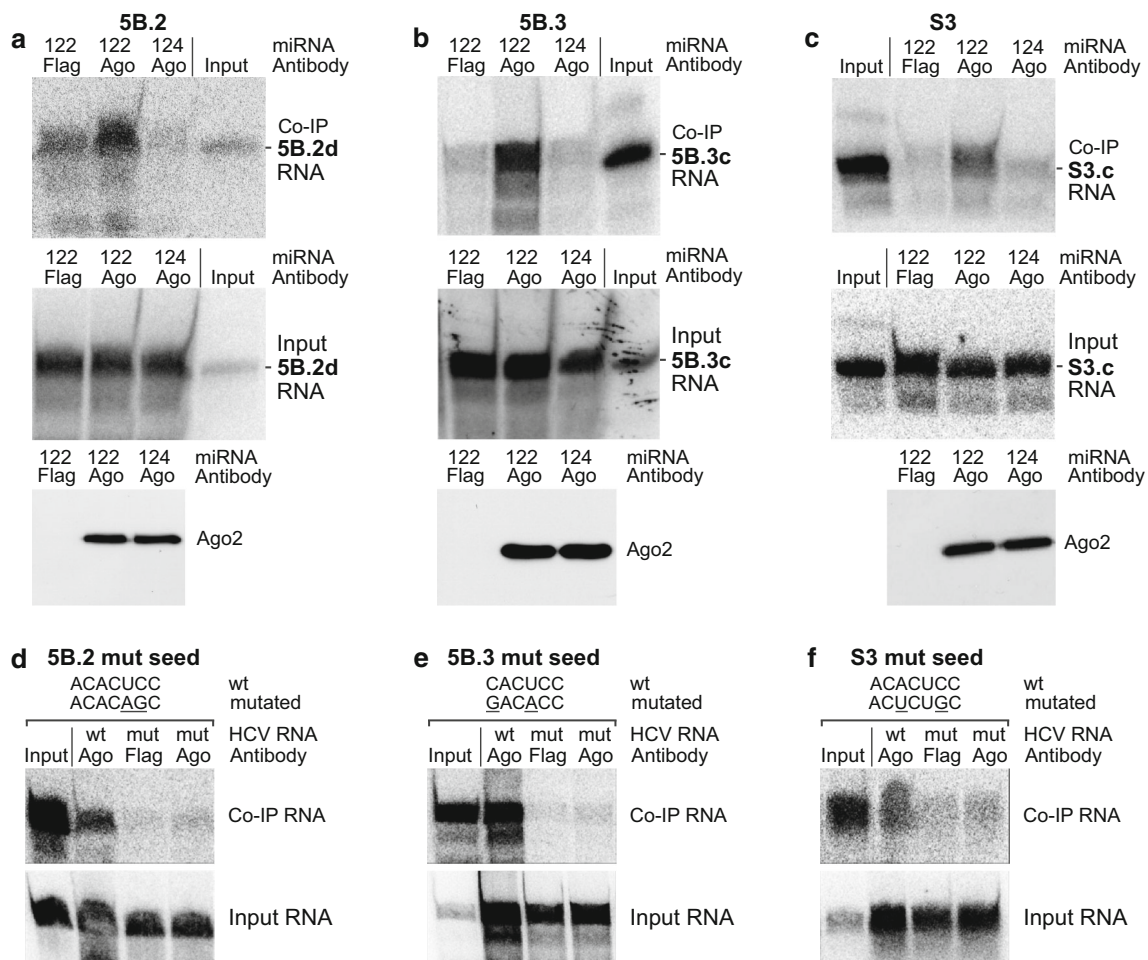 5B.2
a
122 122 124 miRNA
Flag Ago Ago Input Antibody
Co-IP
5B.2d
RNA
122 122 124 miRNA
Flag Ago Ago Input Antibody
Input
5B.2d
RNA
122 122 124 miRNA
Flag Ago Ago Antibody
Ago2
5B.3
b
122 122 124 miRNA
Flag Ago Ago Input Antibody
Co-IP
5B.3c
RNA
122 122 124 miRNA
Flag Ago Ago Input Antibody
Input
5B.3c
RNA
122 122 124 miRNA
Flag Ago Ago Antibody
Ago2
S3
c
122 122 124 miRNA
Input Flag Ago Ago Antibody
Co-IP
S3.c
RNA
122 122 124 miRNA
Input Flag Ago Ago Antibody
Input
S3.c
RNA
122 122 124 miRNA
Flag Ago Ago Antibody
Ago2
d 5B.2 mut seed
ACACUCC wt
ACACAGC mutated
wt mut mut HCV RNA
Input Ago Flag Ago Antibody
Co-IP RNA
Input RNA
e 5B.3 mut seed
CACUCC wt
GACACC mutated
wt mut mut HCV RNA
Input Ago Flag Ago Antibody
Co-IP RNA
Input RNA
f S3 mut seed
ACACUCC wt
ACUCUGC mutated
wt mut mut HCV RNA
Input Ago Flag Ago Antibody
Co-IP RNA
Input RNA